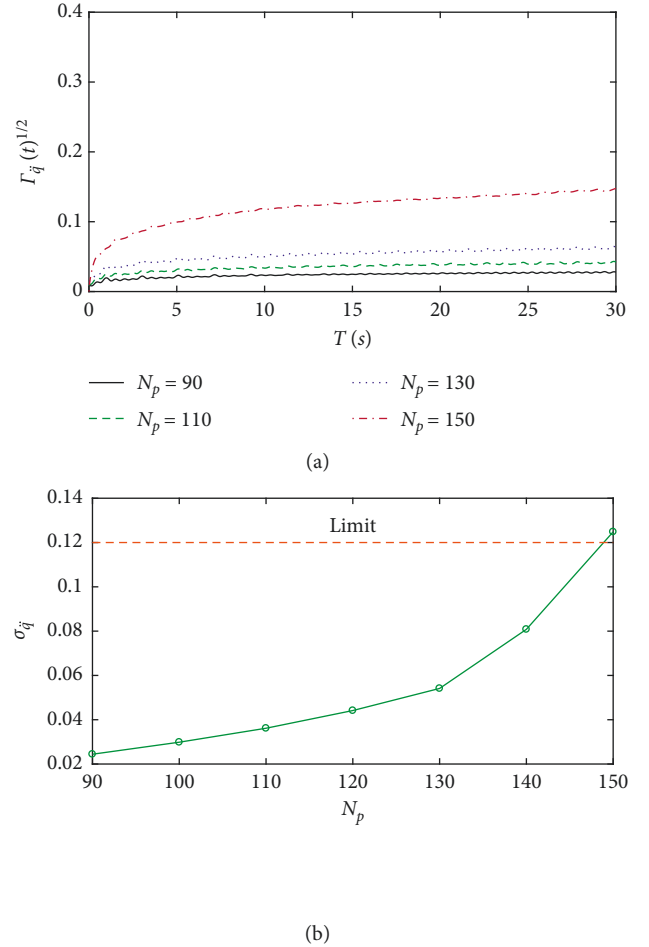 0.4
0.3
0.2
0.1
0
Γq̈ (t)1/2
0 5 10 15 20 25 30
T (s)
Np = 90 Np = 130
Np = 110 Np = 150
(a)
0.14
0.12
0.08
0.06
0.04
0.02
σq̈
Limit
90 100 110 120 130 140 150
Np
(b)